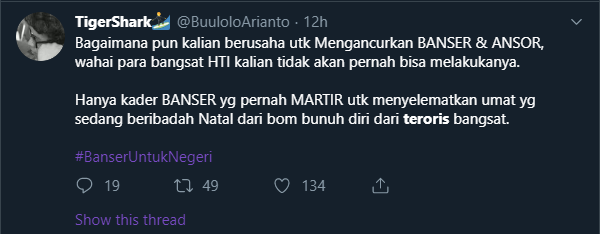 TigerShark @BuuloloArianto · 12h
Bagaimana pun kalian berusaha utk Mengancurkan BANSER & ANSOR,
wahai para bangsat HTI kalian tidak akan pernah bisa melakukanya.
Hanya kader BANSER yg pernah MARTIR utk menyelematkan umat yg
sedang beribadah Natal dari bom bunuh diri dari teroris bangsat.
#BanserUntukNegeri
19 49 134
Show this thread